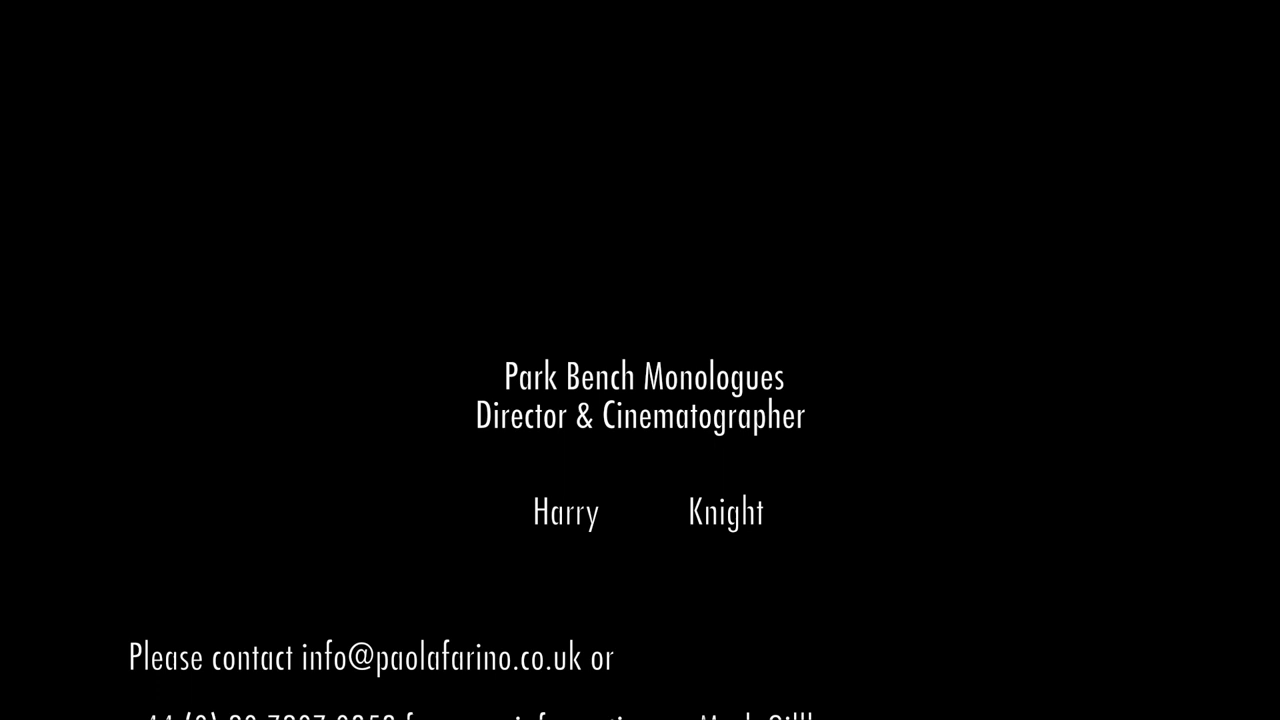 Park Bench Monologues
Director & Cinematographer
Harry Knight
Please contact info@paolafarino.co.uk or